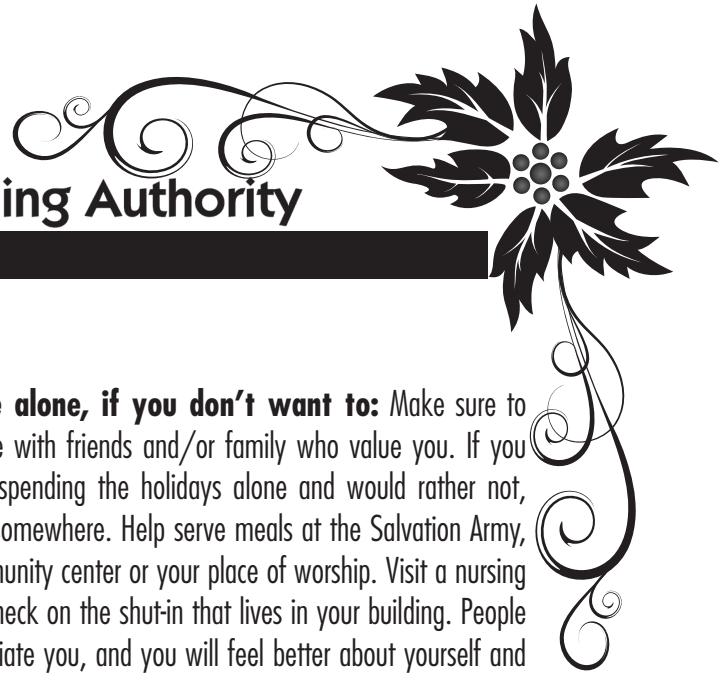 ing Authority
e alone, if you don't want to: Make sure to
e with friends and/or family who value you. If you
spending the holidays alone and would rather not,
omewhere. Help serve meals at the Salvation Army,
munity center or your place of worship. Visit a nursing
heck on the shut-in that lives in your building. People
iate you, and you will feel better about yourself and